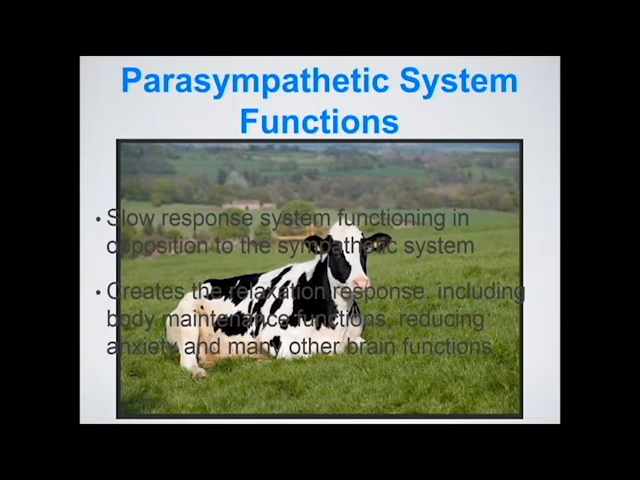 Parasympathetic System
Functions
• Slow response system functioning in
opposition to the sympathetic system
• Creates the relaxation response, including
body maintenance functions, reducing
anxiety and many other brain functions